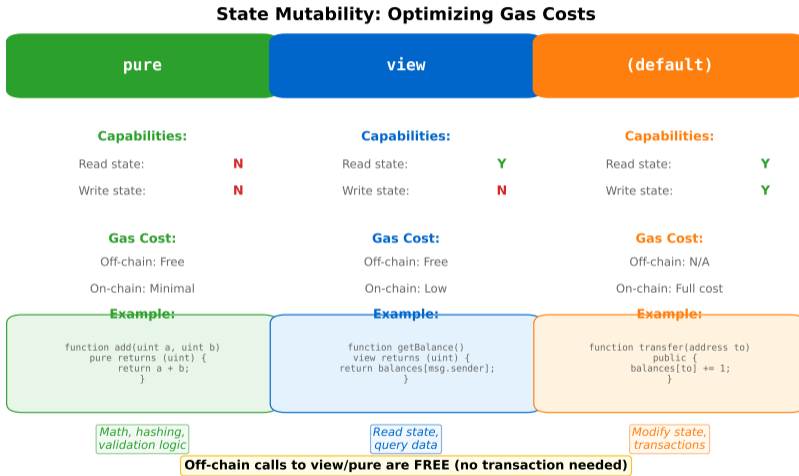 State Mutability: Optimizing Gas Costs
pure
Capabilities:
Read state: N
Write state: N
Gas Cost:
Off-chain: Free
On-chain: Minimal
Example:
function add(uint a, uint b)
pure returns (uint) {
return a + b;
}
Math, hashing,
validation logic
view
Capabilities:
Read state: Y
Write state: N
Gas Cost:
Off-chain: Free
On-chain: Low
Example:
function getBalance()
view returns (uint) {
return balances[msg.sender];
}
Read state,
query data
(default)
Capabilities:
Read state: Y
Write state: Y
Gas Cost:
Off-chain: N/A
On-chain: Full cost
Example:
function transfer(address to)
public {
balances[to] += 1;
}
Modify state,
transactions
Off-chain calls to view/pure are FREE (no transaction needed)